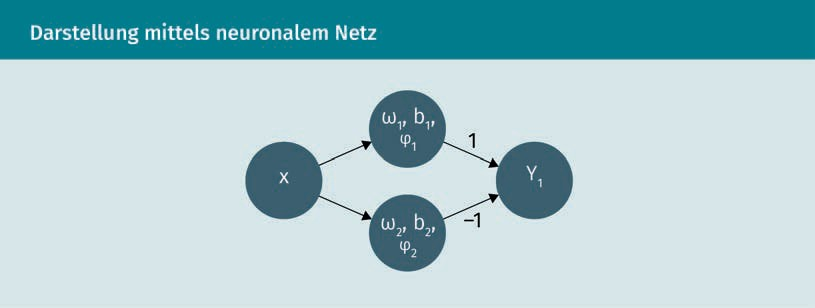 Darstellung mittels neuronalem Netz
ω₁, b₁,
φ₁
1
x
Y₁
ω₂, b₂,
−1
φ₂